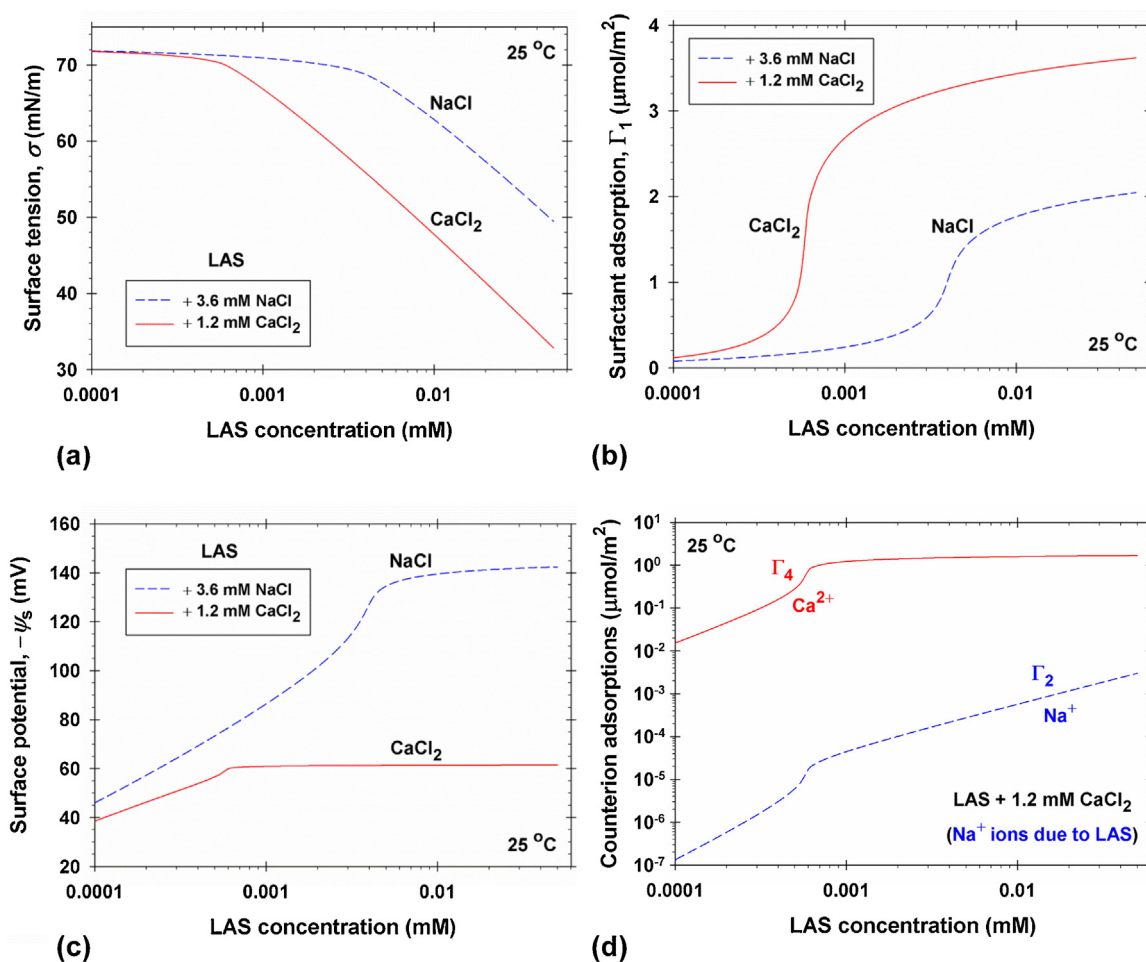 25 °C
NaCl
CaCl₂
LAS
+ 3.6 mM NaCl
+ 1.2 mM CaCl₂
Surface tension, σ (mN/m)
70
60
50
40
30
0.0001
0.001
0.01
LAS concentration (mM)
(a)
4
3
2
1
0
Surfactant adsorption, Γ₁ (μmol/m²)
+ 3.6 mM NaCl
+ 1.2 mM CaCl₂
CaCl₂
NaCl
25 °C
0.0001
0.001
0.01
LAS concentration (mM)
(b)
160
140
120
100
80
60
40
20
Surface potential, −ψₛ (mV)
LAS
+ 3.6 mM NaCl
+ 1.2 mM CaCl₂
NaCl
CaCl₂
25 °C
0.0001
0.001
0.01
LAS concentration (mM)
(c)
10¹
10⁰
10⁻¹
10⁻²
10⁻³
10⁻⁴
10⁻⁵
10⁻⁶
10⁻⁷
Counterion adsorptions (μmol/m²)
25 °C
Γ₄
Ca²⁺
Γ₂
Na⁺
LAS + 1.2 mM CaCl₂
(Na⁺ ions due to LAS)
0.0001
0.001
0.01
LAS concentration (mM)
(d)